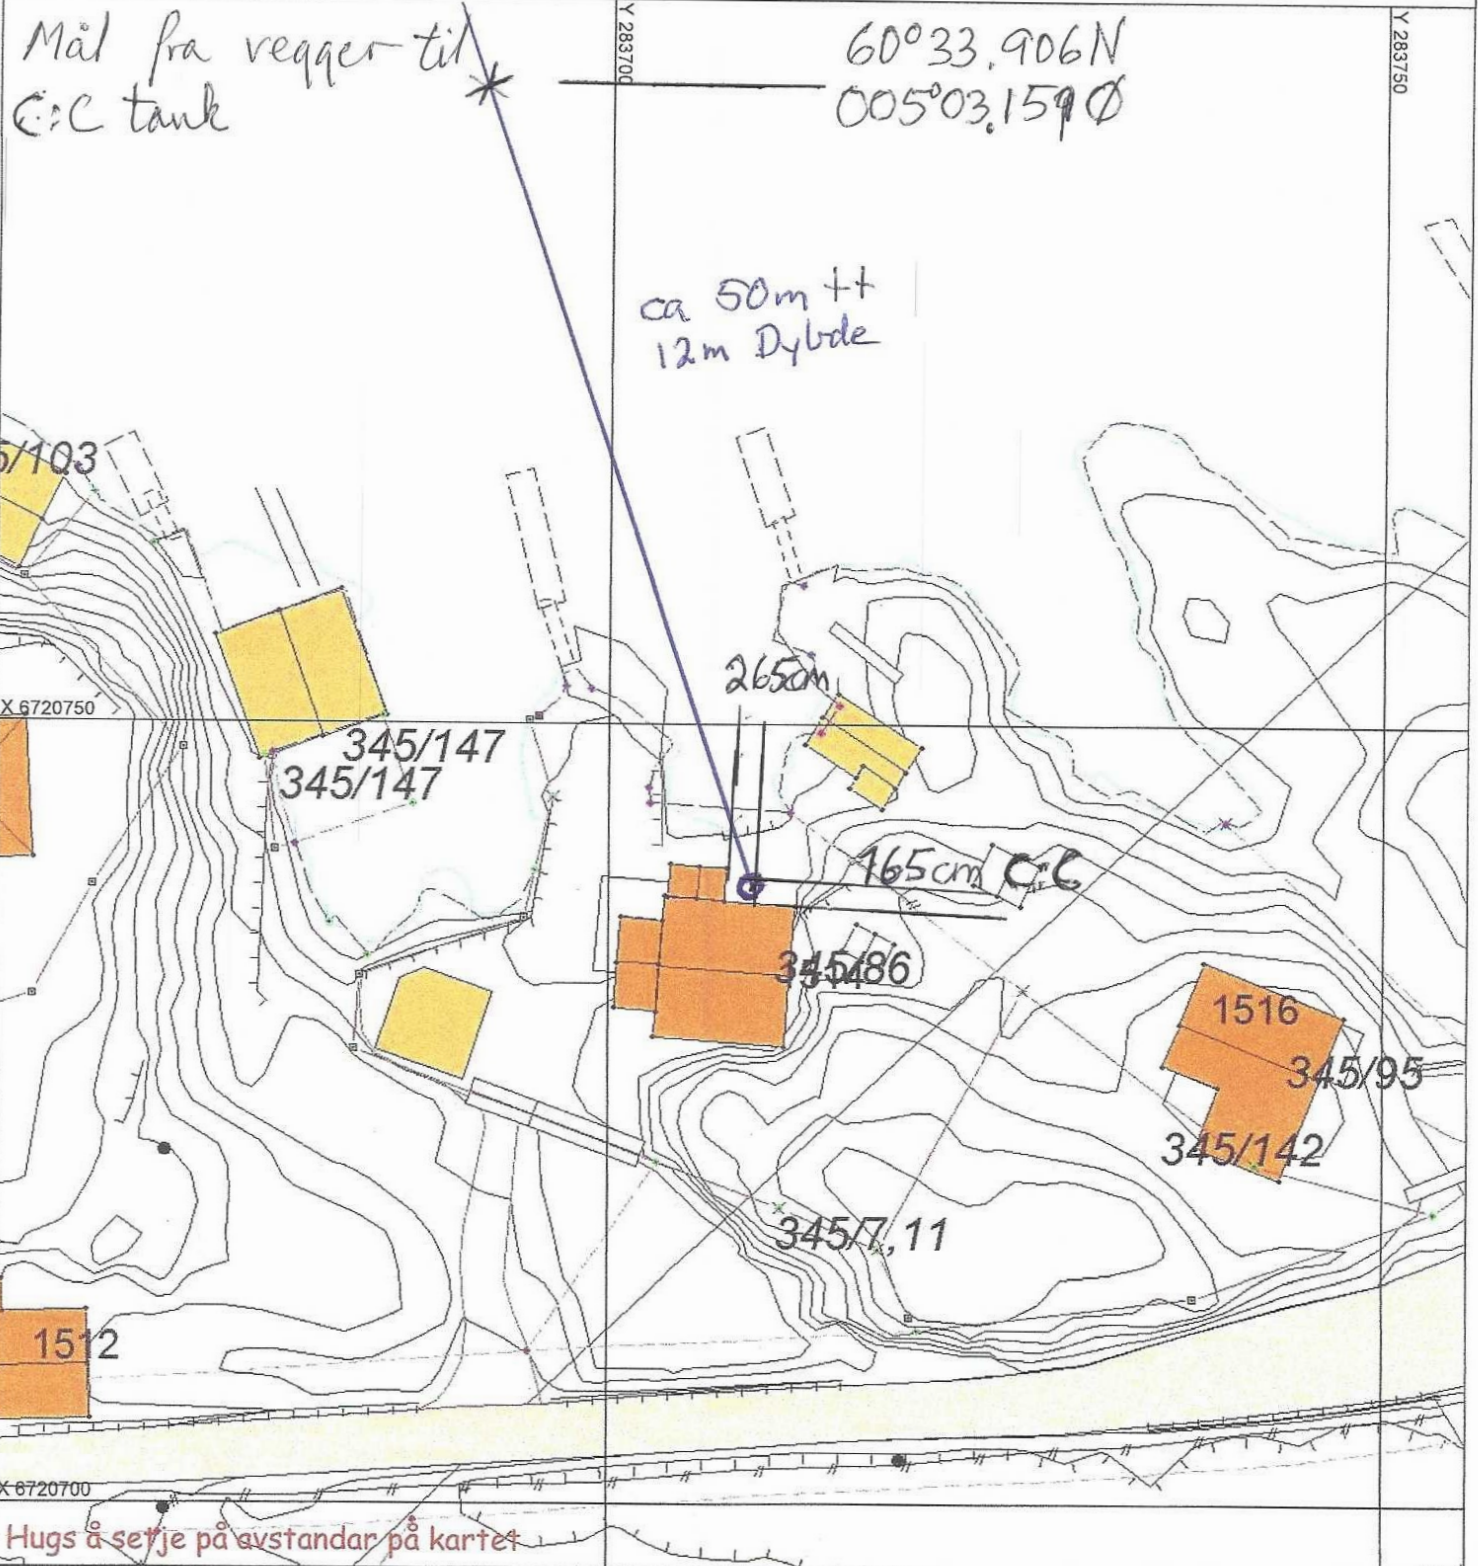 Mål fra vegger til
C:C tank
Y 283700
60°33.906N
005°03.159Ø
Y 283750
ca 50m ++
12m Dybde
5/103
265cm
X 6720750
345/147
345/147
165cm C:C
345/86
1516
345/95
345/142
345/7,11
1512
X 6720700
Hugs å setje på avstandar på kartet